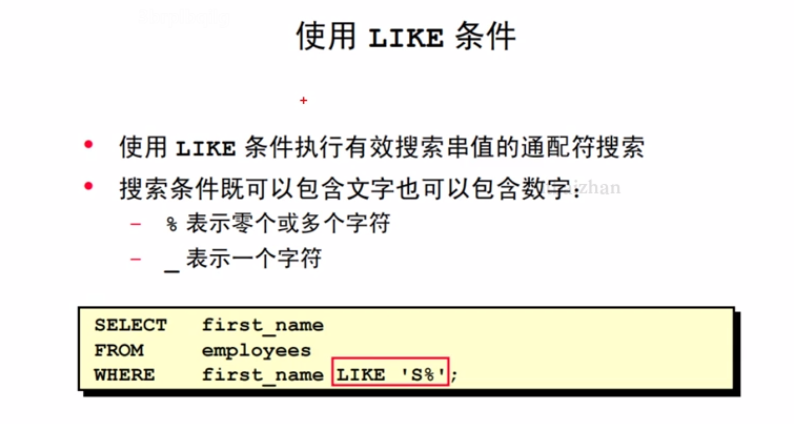 使用 LIKE 条件
使用 LIKE 条件执行有效搜索串值的通配符搜索
搜索条件既可以包含文字也可以包含数字:
– % 表示零个或多个字符
– _ 表示一个字符
SELECT first_name
FROM employees
WHERE first_name LIKE 'S%';